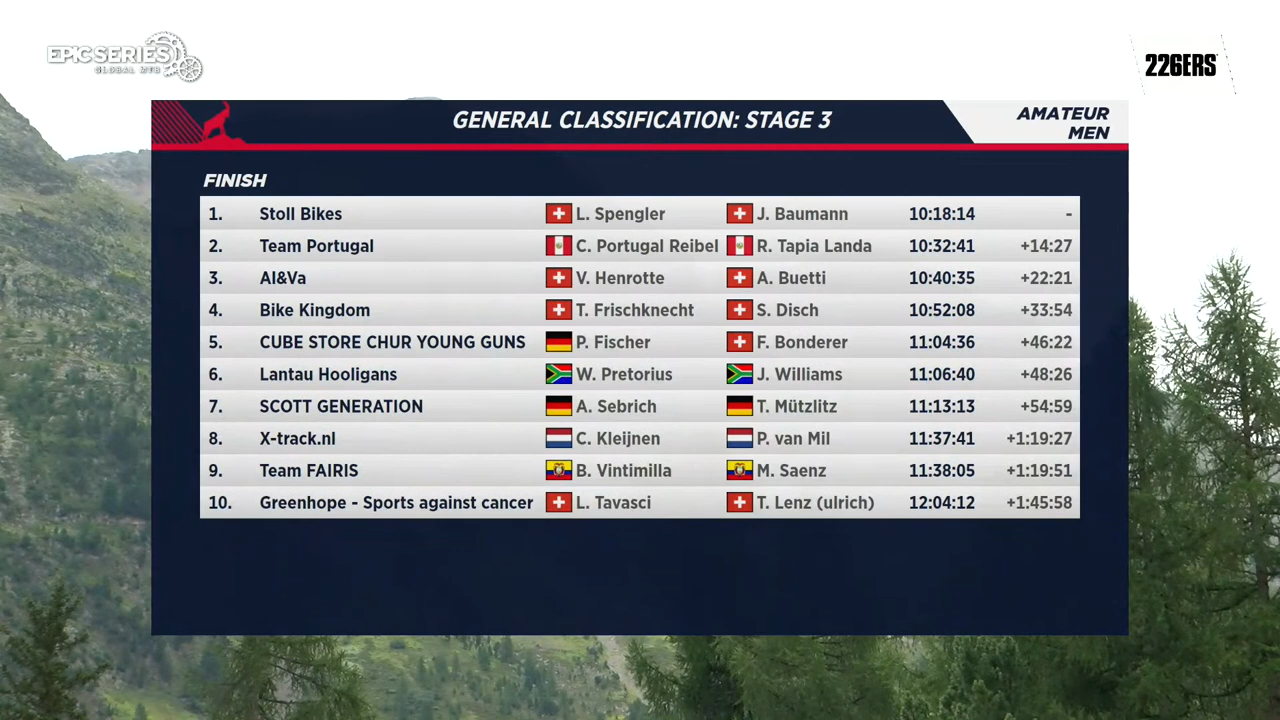 EPIC SERIES
GLOBAL MTB
226ERS
GENERAL CLASSIFICATION: STAGE 3
AMATEUR
MEN
FINISH
1. Stoll Bikes L. Spengler J. Baumann 10:18:14 -
2. Team Portugal C. Portugal Reibel R. Tapia Landa 10:32:41 +14:27
3. Al&Va V. Henrotte A. Buetti 10:40:35 +22:21
4. Bike Kingdom T. Frischknecht S. Disch 10:52:08 +33:54
5. CUBE STORE CHUR YOUNG GUNS P. Fischer F. Bonderer 11:04:36 +46:22
6. Lantau Hooligans W. Pretorius J. Williams 11:06:40 +48:26
7. SCOTT GENERATION A. Sebrich T. Mützlitz 11:13:13 +54:59
8. X-track.nl C. Kleijnen P. van Mil 11:37:41 +1:19:27
9. Team FAIRIS B. Vintimilla M. Saenz 11:38:05 +1:19:51
10. Greenhope - Sports against cancer L. Tavasci T. Lenz (ulrich) 12:04:12 +1:45:58